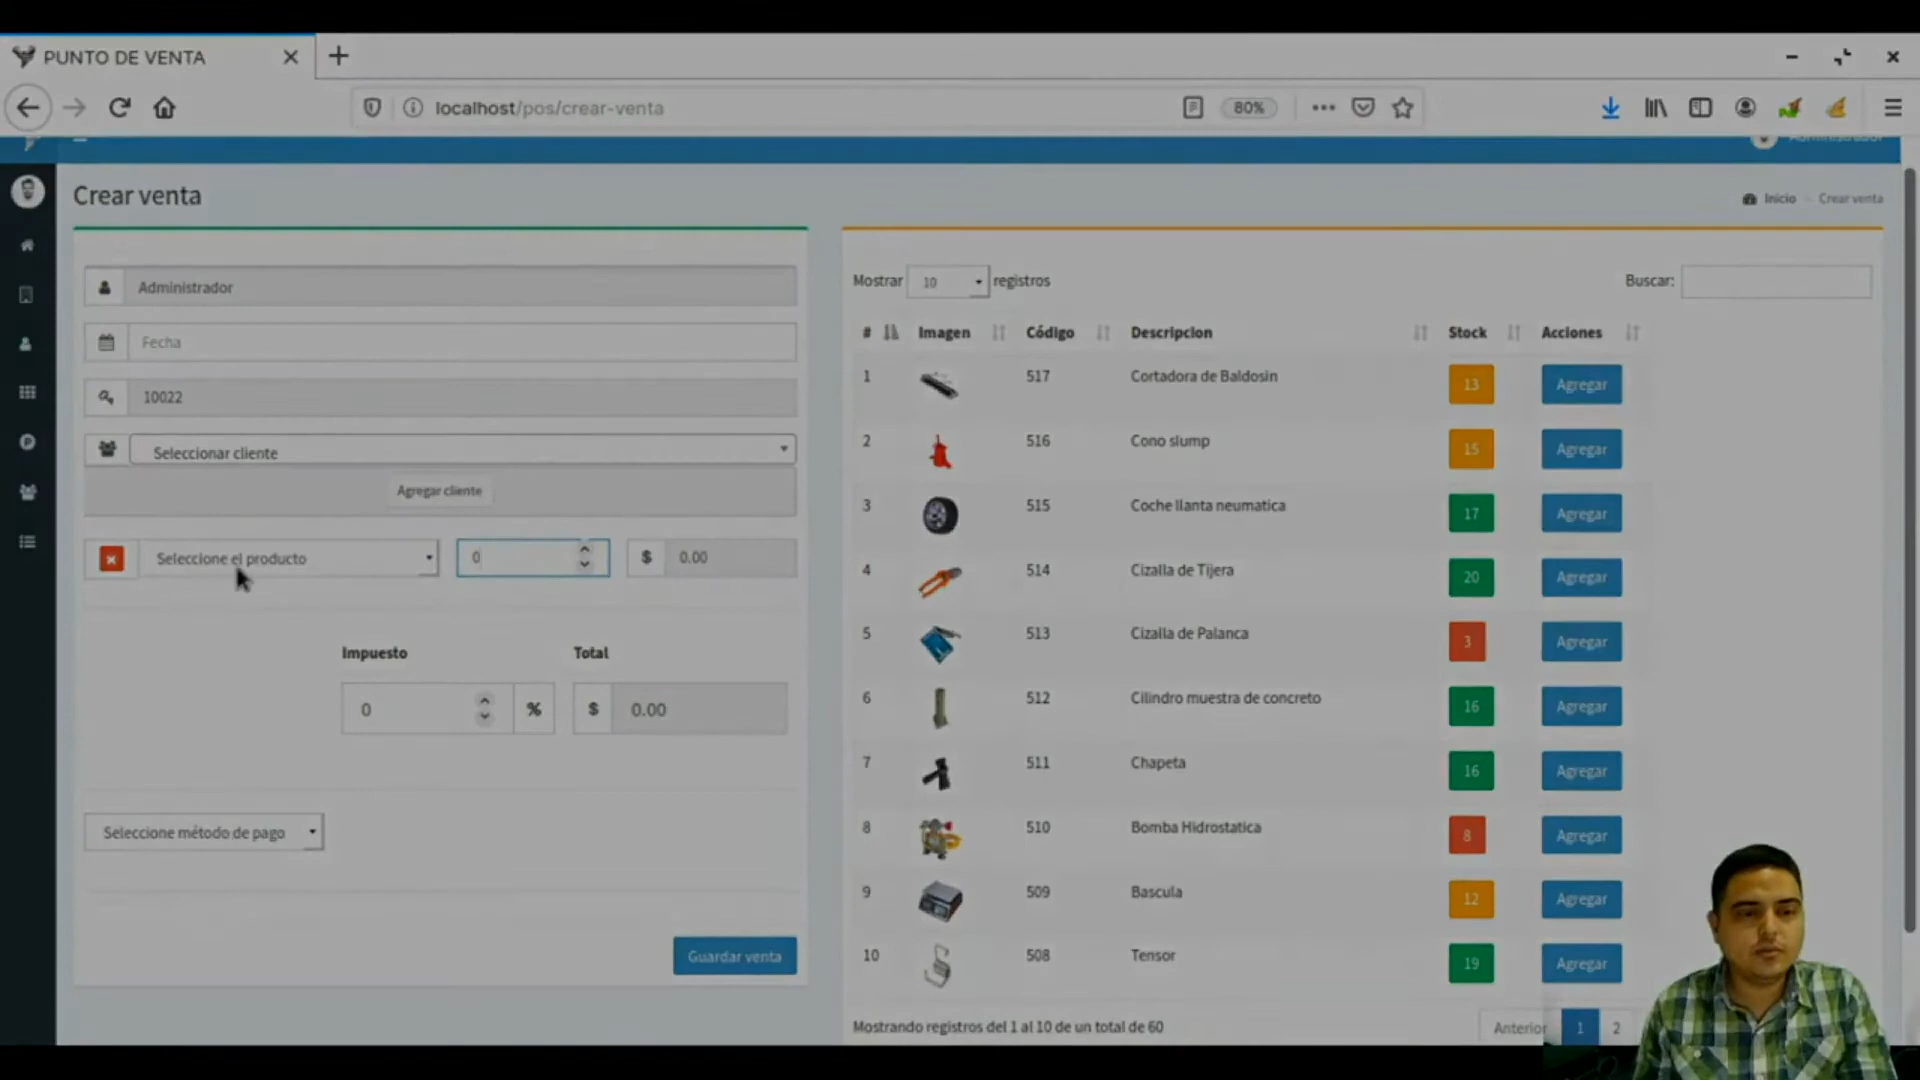 PUNTO DE VENTA
localhost/pos/crear-venta
80%
Administrador
Crear venta
Inicio
Crear venta
Administrador
Fecha
10022
Seleccionar cliente
Agregar cliente
Seleccione el producto
0
$
0.00
Impuesto
Total
0
%
$
0.00
Seleccione método de pago
Guardar venta
Mostrar 10 registros
Buscar:
# Imagen Código Descripcion Stock Acciones
1 517 Cortadora de Baldosin 13 Agregar
2 516 Cono slump 15 Agregar
3 515 Coche llanta neumatica 17 Agregar
4 514 Cizalla de Tijera 20 Agregar
5 513 Cizalla de Palanca 3 Agregar
6 512 Cilindro muestra de concreto 16 Agregar
7 511 Chapeta 16 Agregar
8 510 Bomba Hidrostatica 8 Agregar
9 509 Bascula 12 Agregar
10 508 Tensor 19 Agregar
Mostrando registros del 1 al 10 de un total de 60
Anterior 1 2